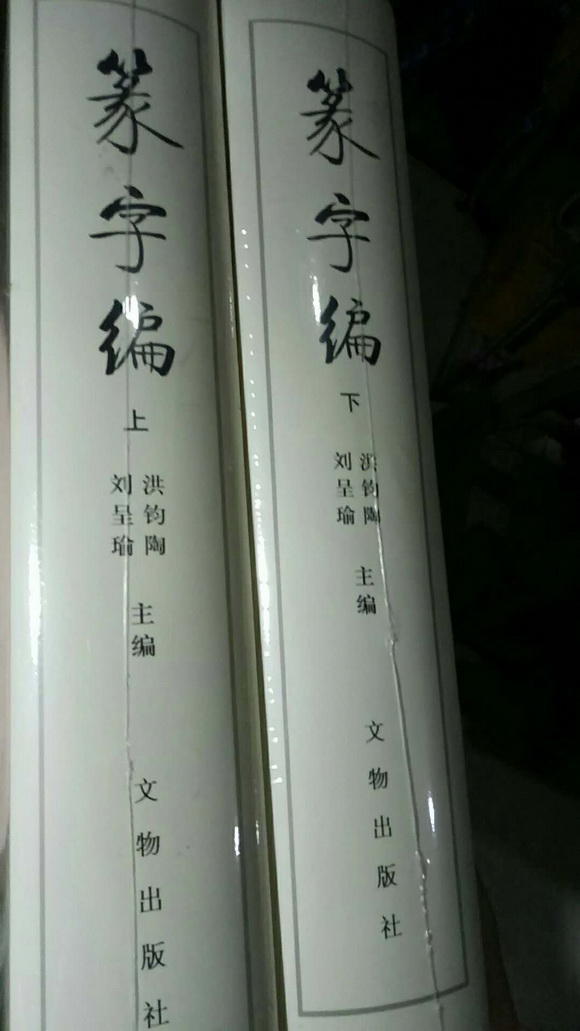 篆字编
上
洪钧陶
刘呈瑜
主编
文物出版社
篆字编
下
洪钧陶
刘呈瑜
主编
文物出版社